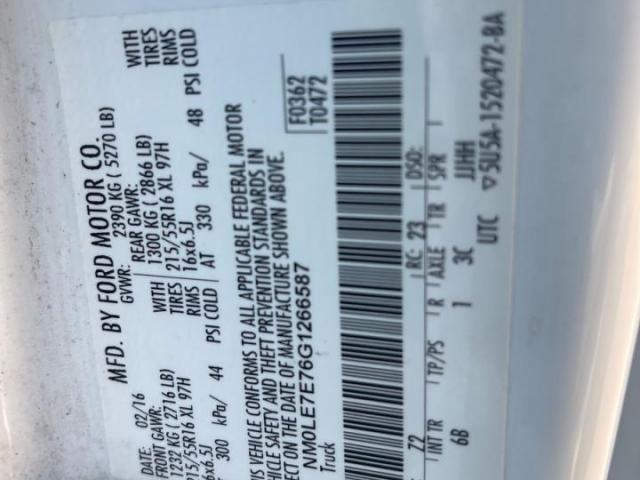 MFD. BY FORD MOTOR CO.
DATE: 02/16 GVWR: 2390 KG ( 5270 LB)
FRONT GAWR: REAR GAWR:
1232 KG ( 2716 LB) WITH 1300 KG ( 2866 LB) WITH
215/55R16 XL 97H TIRES 215/55R16 XL 97H TIRES
16x6.5J RIMS 16x6.5J RIMS
300 kPa/ 44 PSI COLD AT 330 kPa/ 48 PSI COLD
THIS VEHICLE CONFORMS TO ALL APPLICABLE FEDERAL MOTOR
VEHICLE SAFETY AND THEFT PREVENTION STANDARDS IN
EFFECT ON THE DATE OF MANUFACTURE SHOWN ABOVE.
NM0LE7E76G1266587
Truck
F0362
T0472
Z2 RC: 23 DSO:
INT TR TP/PS R AXLE TR SPR
6B 1 3C JJHH
UTC ▽5U5A-1520472-BA